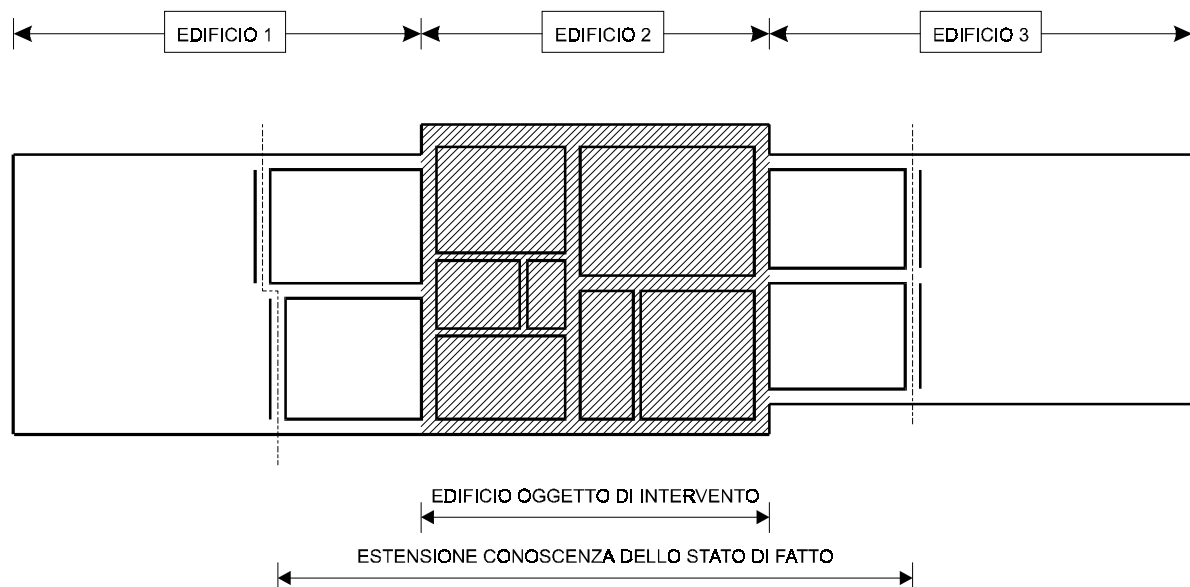 EDIFICIO 1
EDIFICIO 2
EDIFICIO 3
EDIFICIO OGGETTO DI INTERVENTO
ESTENSIONE CONOSCENZA DELLO STATO DI FATTO